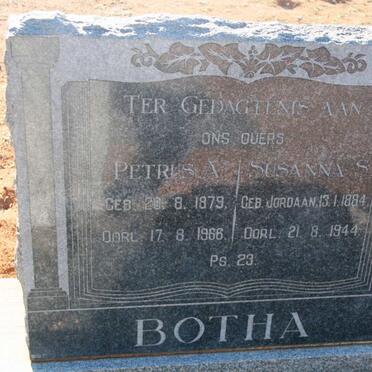 TER GEDAGTENIS AAN
ONS OUERS
PETRUS A. SUSANNA S.
GEB. 20. 8. 1879. GEB. JORDAAN, 13. 1. 1884
OORL. 17. 8. 1966. OORL. 21. 8. 1944
PS. 23.
BOTHA